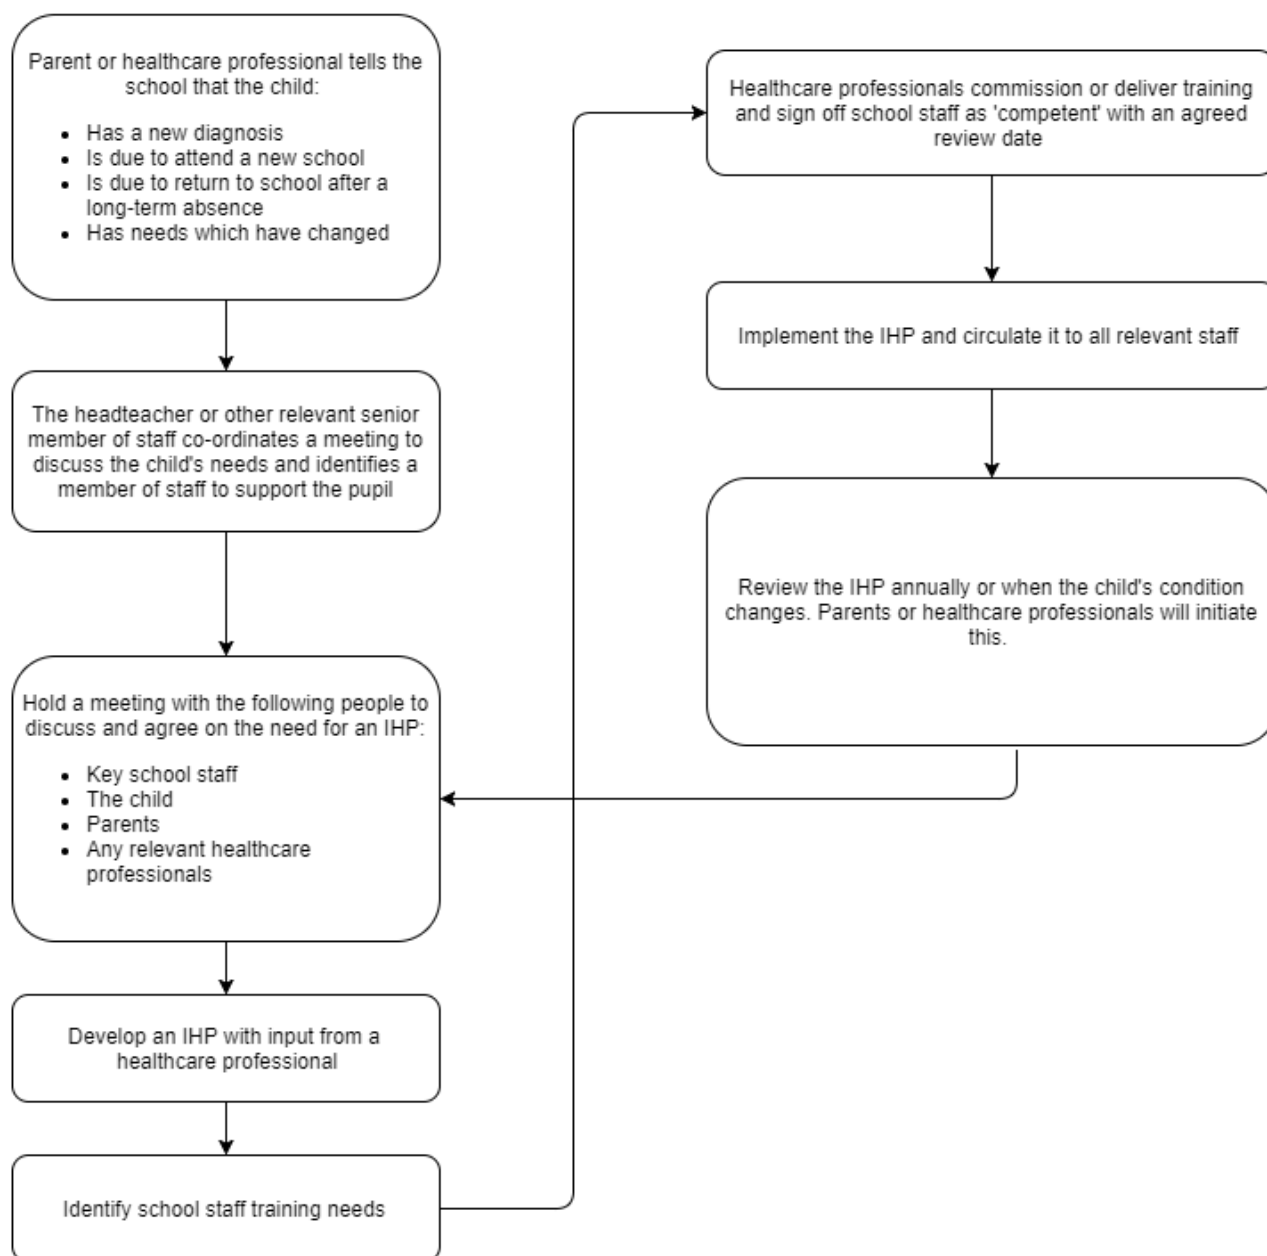 Parent or healthcare professional tells the
school that the child:
• Has a new diagnosis
• Is due to attend a new school
• Is due to return to school after a
long-term absence
• Has needs which have changed
The headteacher or other relevant senior
member of staff co-ordinates a meeting to
discuss the child's needs and identifies a
member of staff to support the pupil
Hold a meeting with the following people to
discuss and agree on the need for an IHP:
• Key school staff
• The child
• Parents
• Any relevant healthcare
professionals
Develop an IHP with input from a
healthcare professional
Identify school staff training needs
Healthcare professionals commission or deliver training
and sign off school staff as 'competent' with an agreed
review date
Implement the IHP and circulate it to all relevant staff
Review the IHP annually or when the child's condition
changes. Parents or healthcare professionals will initiate
this.